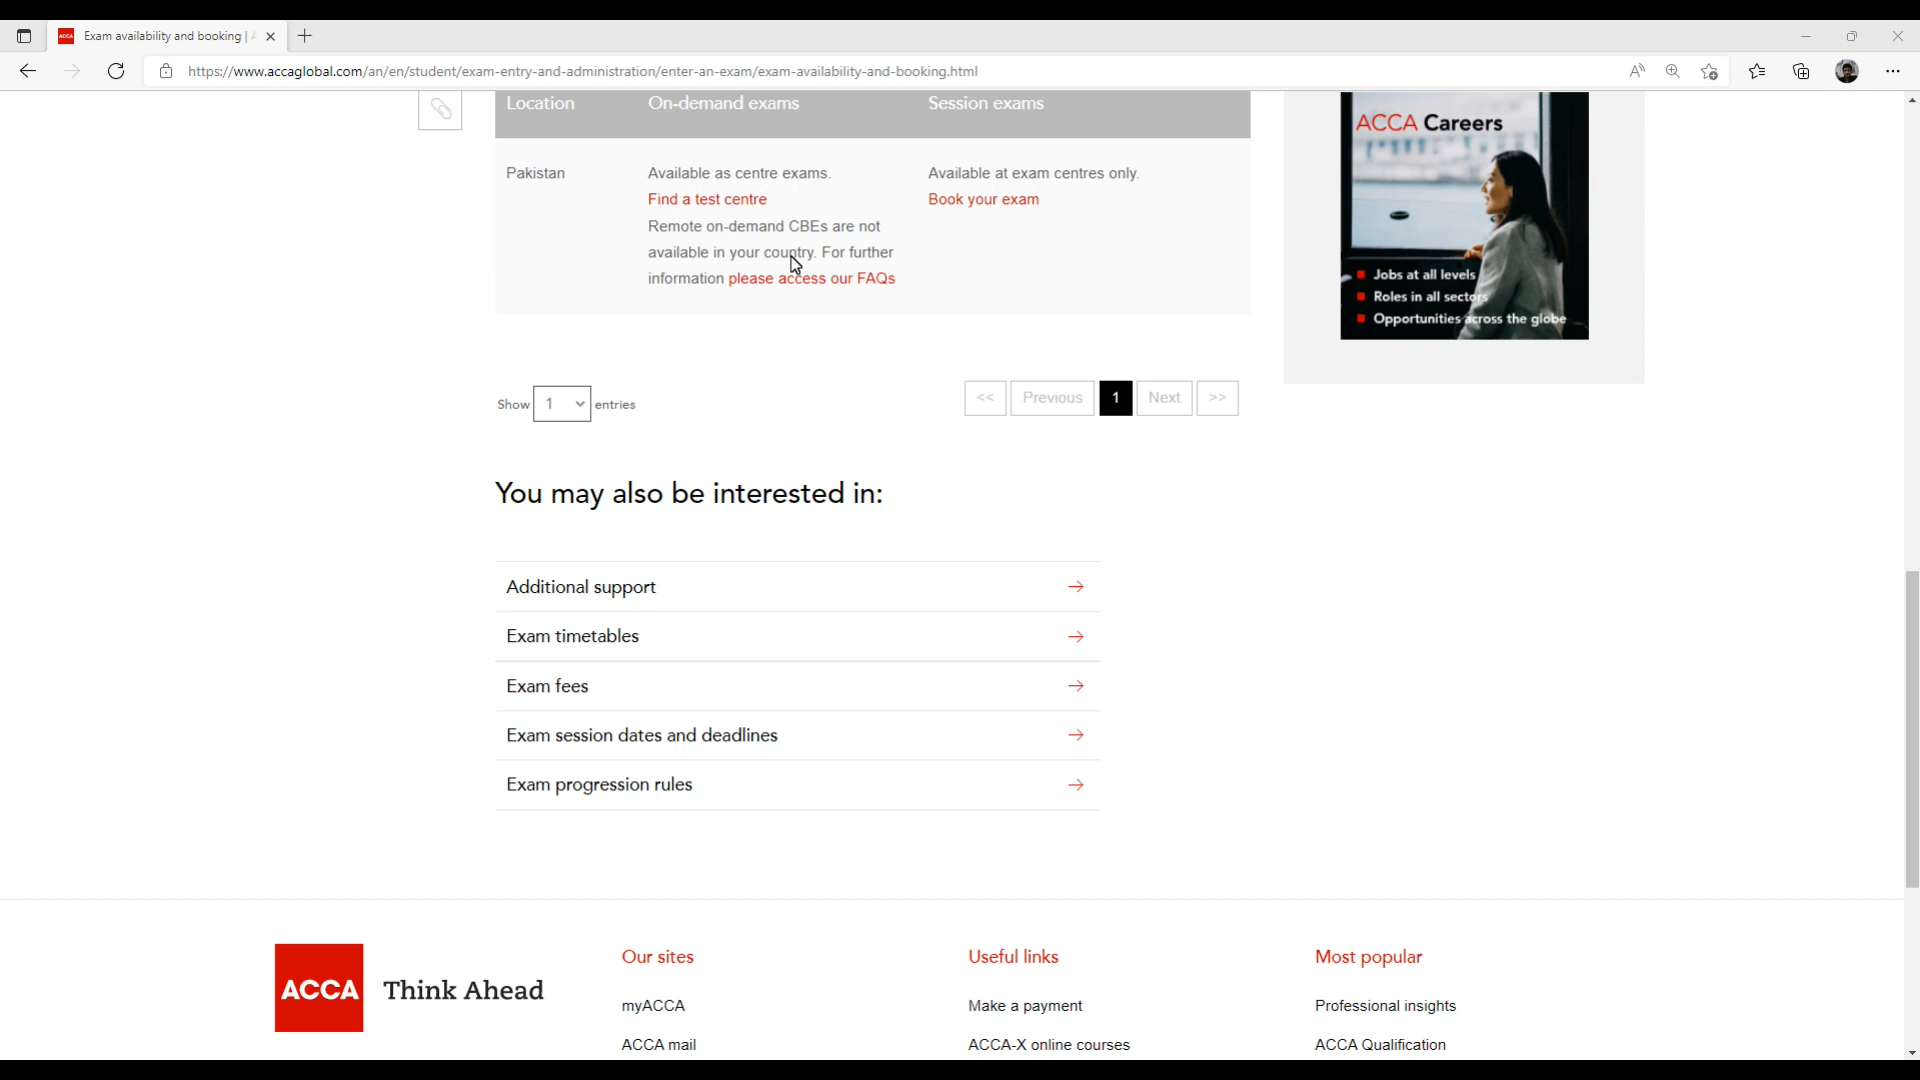 Exam availability and booking |
https://www.accaglobal.com/an/en/student/exam-entry-and-administration/enter-an-exam/exam-availability-and-booking.html
Location On-demand exams Session exams
Pakistan Available as centre exams. Available at exam centres only.
Find a test centre Book your exam
Remote on-demand CBEs are not
available in your country. For further
information please access our FAQs
ACCA Careers
Jobs at all levels
Roles in all sectors
Opportunities across the globe
Show 1 entries
<< Previous 1 Next >>
You may also be interested in:
Additional support
Exam timetables
Exam fees
Exam session dates and deadlines
Exam progression rules
ACCA Think Ahead
Our sites Useful links Most popular
myACCA Make a payment Professional insights
ACCA mail ACCA-X online courses ACCA Qualification